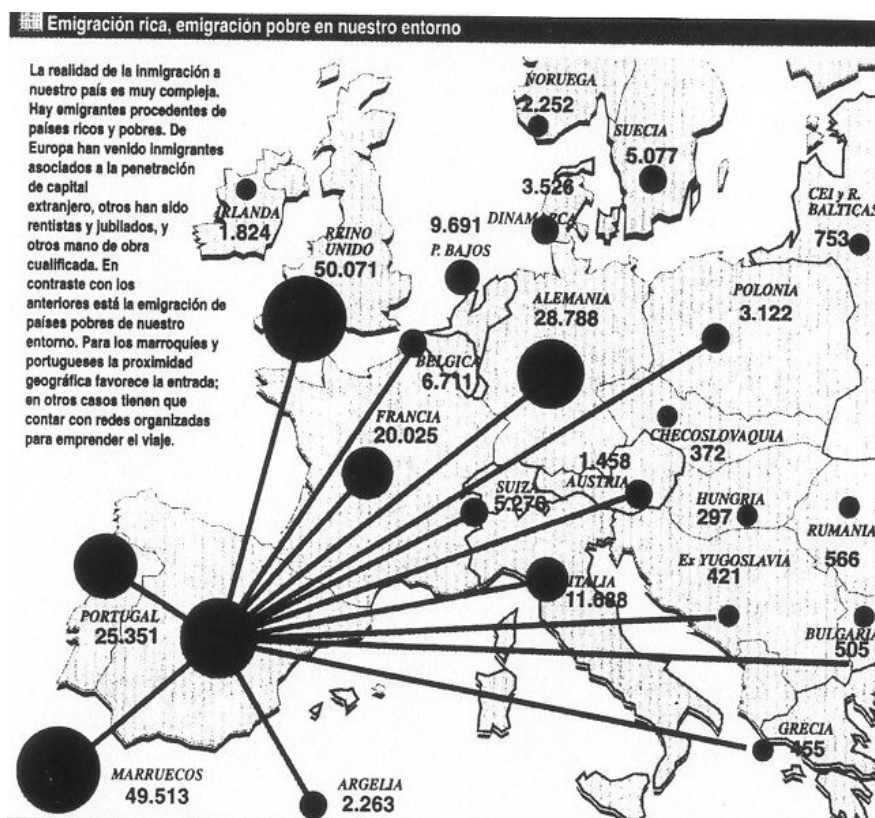 Emigración rica, emigración pobre en nuestro entorno
La realidad de la inmigración a
nuestro país es muy compleja.
Hay emigrantes procedentes de
países ricos y pobres. De
Europa han venido inmigrantes
asociados a la penetración
de capital
extranjero, otros han sido
rentistas y jubilados, y
otros mano de obra
cualificada. En
contraste con los
anteriores está la emigración de
países pobres de nuestro
entorno. Para los marroquíes y
portugueses la proximidad
geográfica favorece la entrada;
en otros casos tienen que
contar con redes organizadas
para emprender el viaje.
NORUEGA
2.252
SUECIA
5.077
3.526
DINAMARCA
CEI y R.
BALTICAS
753
IRLANDA
1.824
REINO
UNIDO
50.071
9.691
P. BAJOS
ALEMANIA
28.788
POLONIA
3.122
BELGICA
6.711
FRANCIA
20.025
CHECOSLOVAQUIA
372
1.458
AUSTRIA
SUIZA
HUNGRIA
297
RUMANIA
566
Ex YUGOSLAVIA
421
ITALIA
PORTUGAL
25.351
BULGARIA
505
GRECIA
455
MARRUECOS
49.513
ARGELIA
2.263